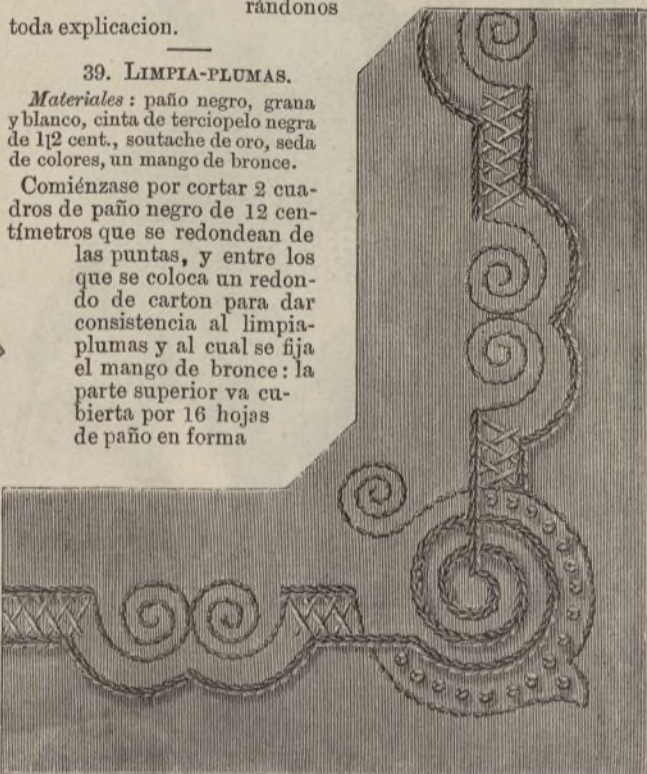 rándonos
toda explicacion.
39. LIMPIA-PLUMAS.
Materiales: paño negro, grana
y blanco, cinta de terciopelo negra
de 1|2 cent., soutache de oro, seda
de colores, un mango de bronce.
Comiénzase por cortar 2 cua-
dros de paño negro de 12 cen-
tímetros que se redondean de
las puntas, y entre los
que se coloca un redon-
do de carton para dar
consistencia al limpia-
plumas y al cual se fija
el mango de bronce: la
parte superior va cu-
bierta por 16 hojas
de paño en forma